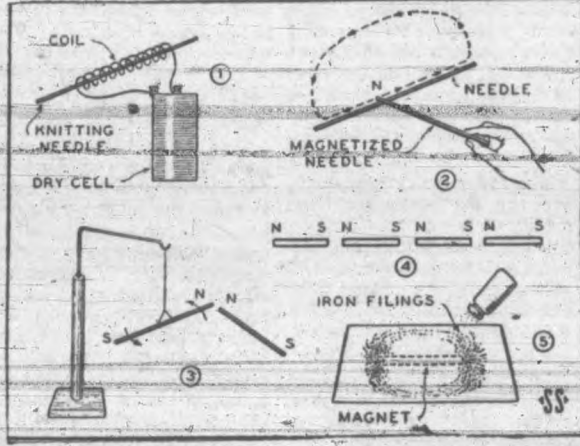 COIL
①
KNITTING
NEEDLE
DRY CELL
N
NEEDLE
MAGNETIZED
NEEDLE
②
N S N S N S N S
④
N N
S
S
③
IRON FILINGS
⑤
MAGNET
SS